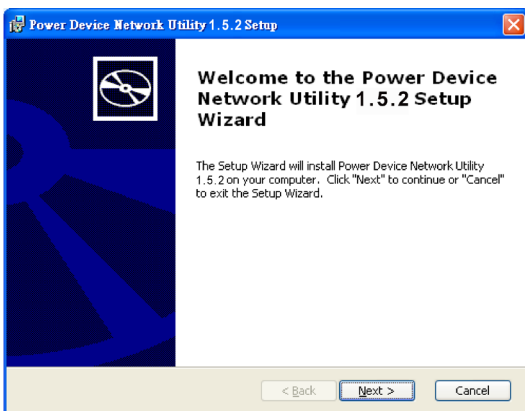 Power Device Network Utility 1.5.2 Setup
Welcome to the Power Device
Network Utility 1.5.2 Setup
Wizard
The Setup Wizard will install Power Device Network Utility
1.5.2 on your computer. Click "Next" to continue or "Cancel"
to exit the Setup Wizard.
< Back
Next >
Cancel